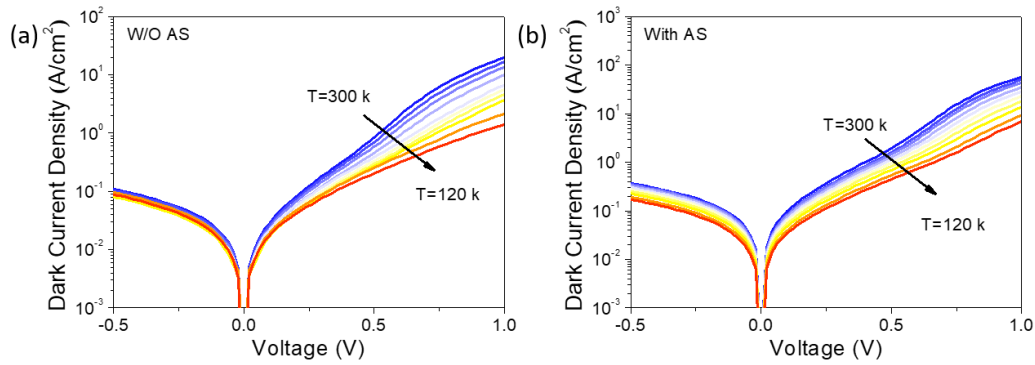 (a)
W/O AS
T=300 k
T=120 k
Dark Current Density (A/cm²)
10²
10¹
10⁰
10⁻¹
10⁻²
10⁻³
-0.5
0.0
0.5
1.0
Voltage (V)
(b)
With AS
T=300 k
T=120 k
Dark Current Density (A/cm²)
10³
10²
10¹
10⁰
10⁻¹
10⁻²
10⁻³
-0.5
0.0
0.5
1.0
Voltage (V)